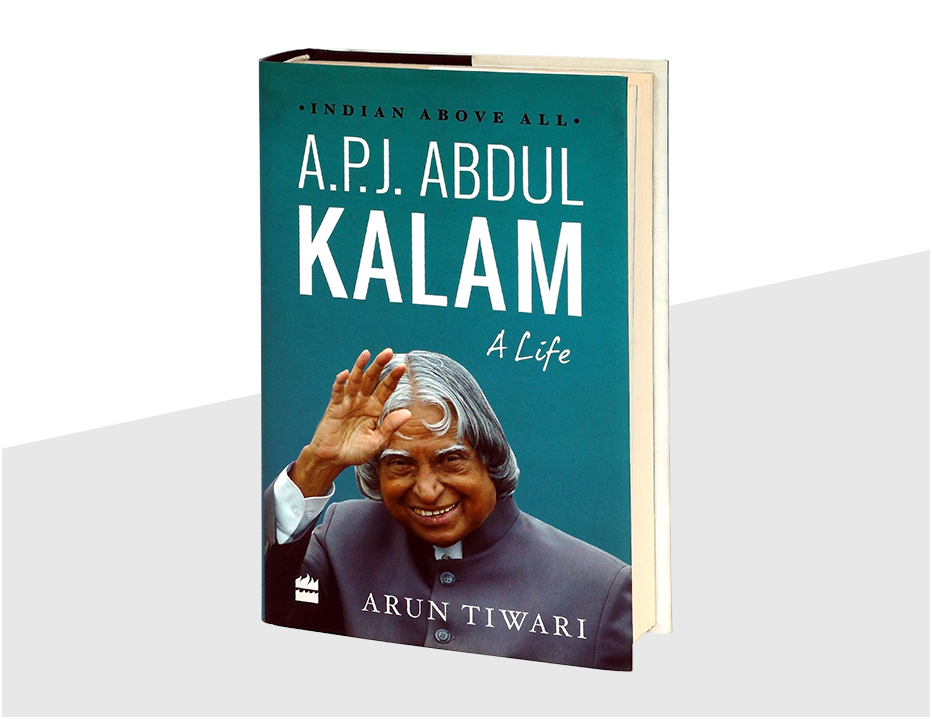 •INDIAN ABOVE ALL•
A.P.J. ABDUL
KALAM
A Life
ARUN TIWARI